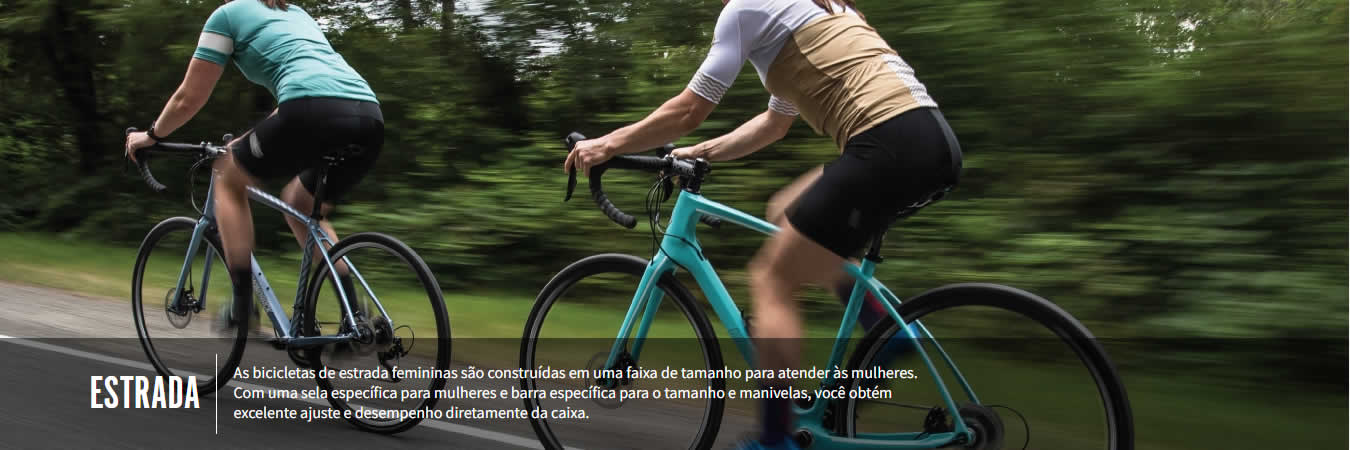 ESTRADA
As bicicletas de estrada femininas são construídas em uma faixa de tamanho para atender às mulheres.
Com uma sela específica para mulheres e barra específica para o tamanho e manivelas, você obtém
excelente ajuste e desempenho diretamente da caixa.